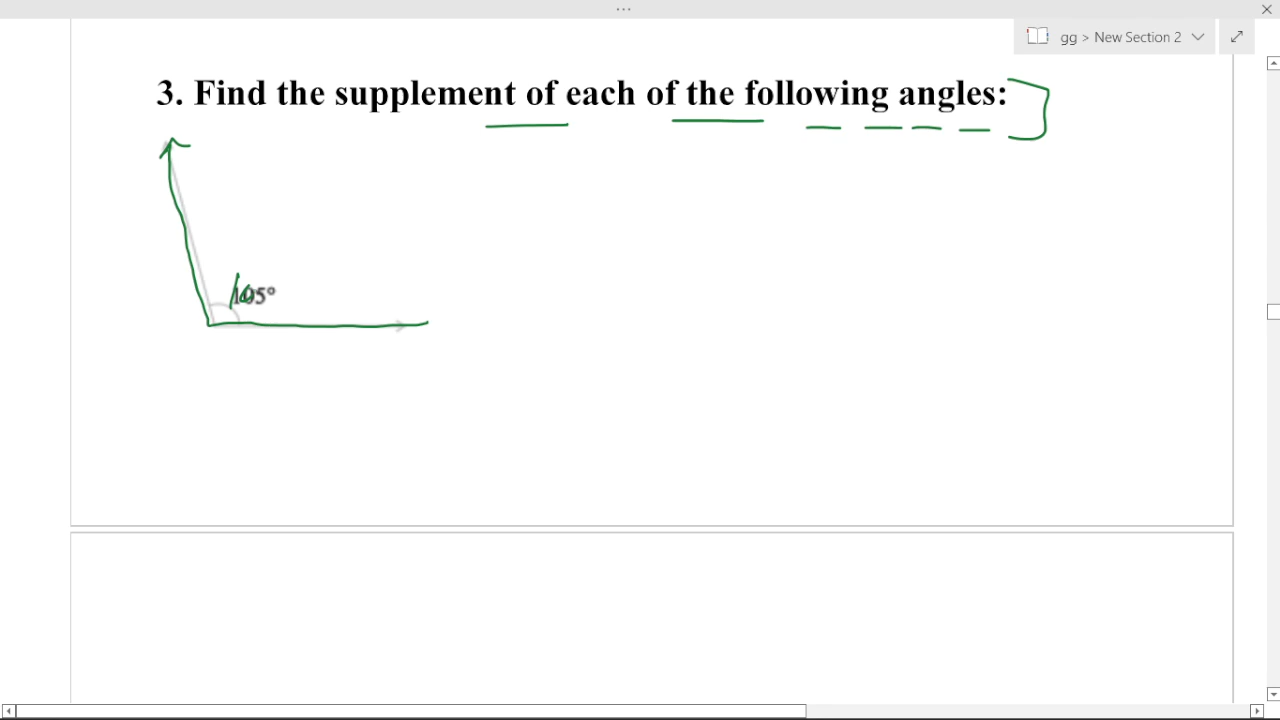 gg > New Section 2
3. Find the supplement of each of the following angles:
105°